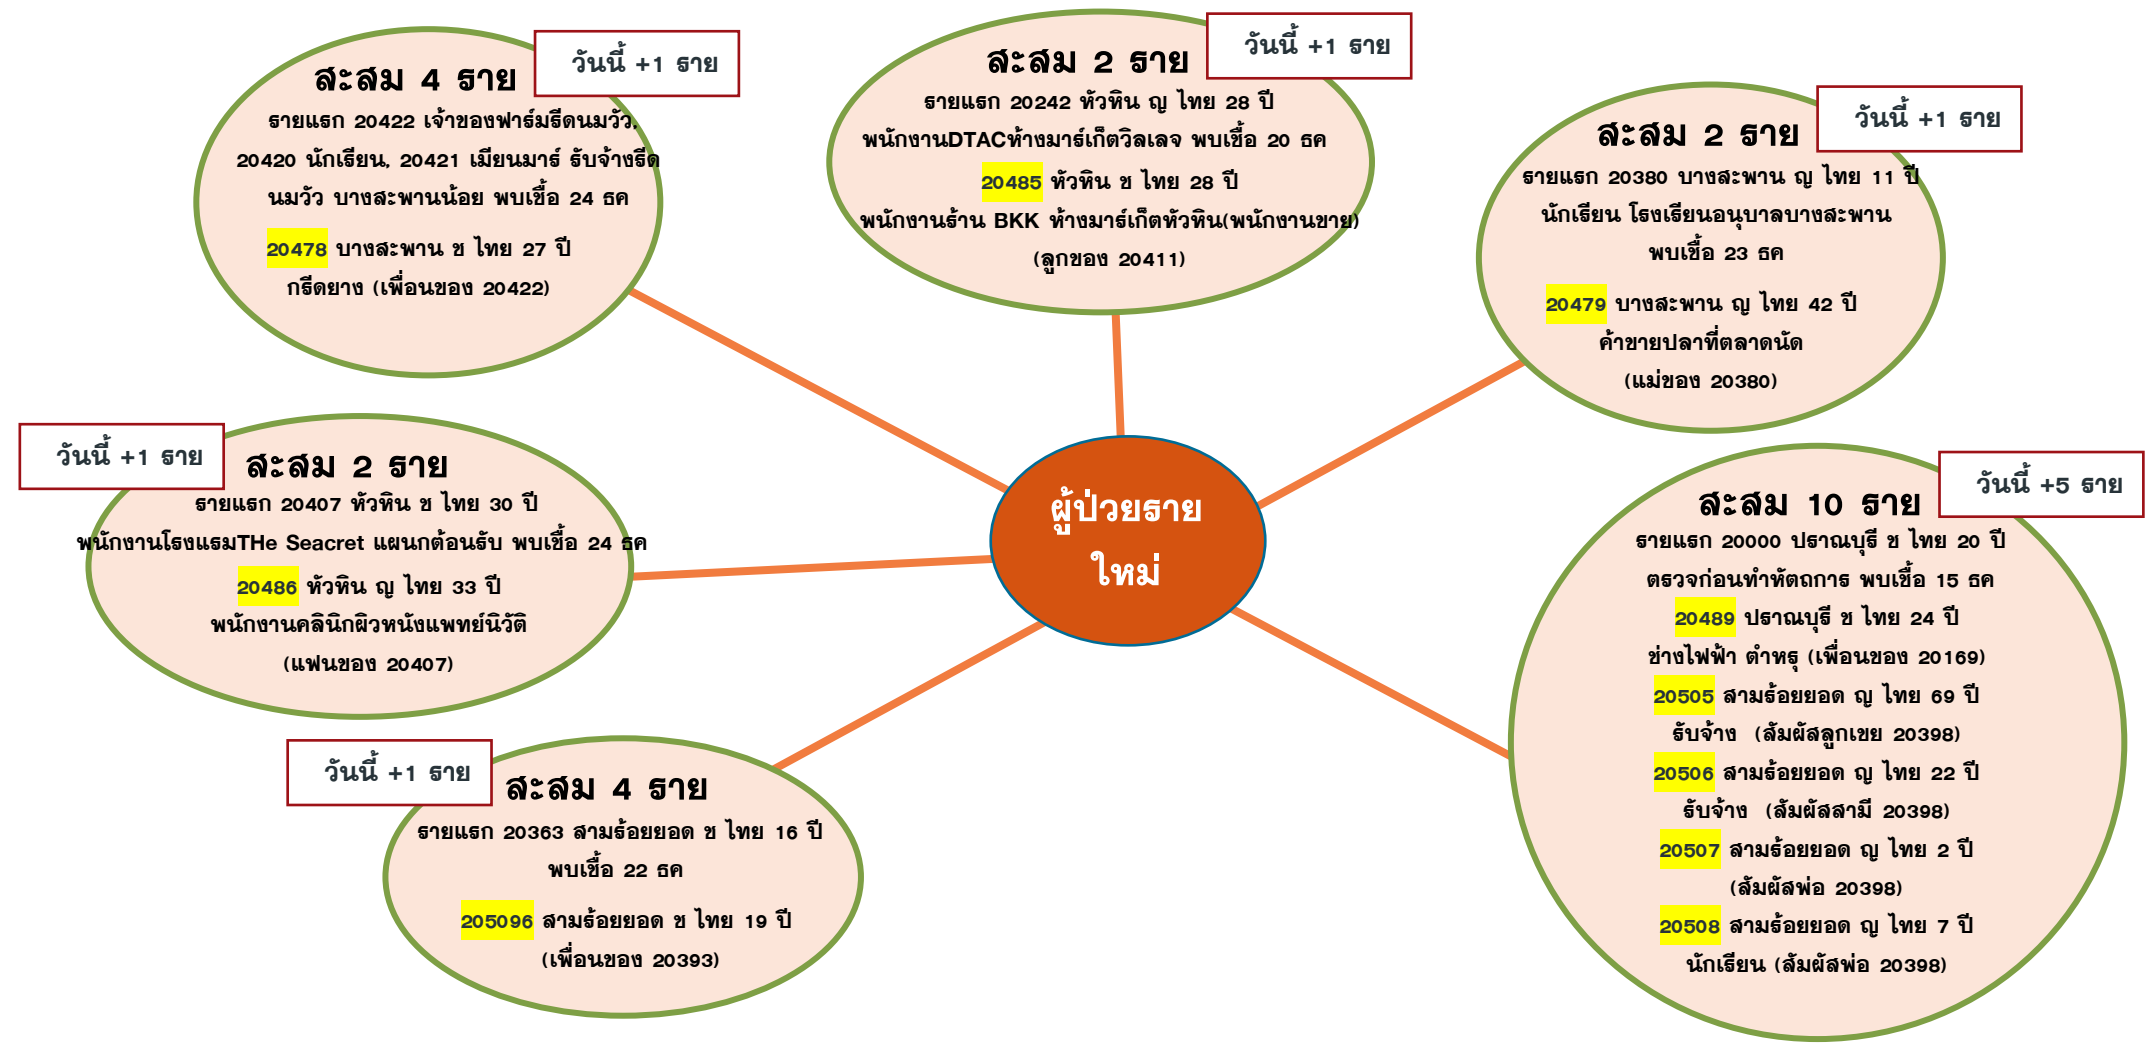 วันนี้ +1 ราย
สะสม 4 ราย
รายแรก 20422 เจ้าของฟาร์มรีดนมวัว,
20420 นักเรียน, 20421 เมียนมาร์ รับจ้างรีด
นมวัว บางสะพานน้อย พบเชื้อ 24 ธค
20478 บางสะพาน ช ไทย 27 ปี
กรีดยาง (เพื่อนของ 20422)
วันนี้ +1 ราย
สะสม 2 ราย
รายแรก 20242 หัวหิน ญ ไทย 28 ปี
พนักงานDTACห้างมาร์เก็ตวิลเลจ พบเชื้อ 20 ธค
20485 หัวหิน ช ไทย 28 ปี
พนักงานร้าน BKK ห้างมาร์เก็ตหัวหิน(พนักงานขาย)
(ลูกของ 20411)
วันนี้ +1 ราย
สะสม 2 ราย
รายแรก 20380 บางสะพาน ญ ไทย 11 ปี
นักเรียน โรงเรียนอนุบาลบางสะพาน
พบเชื้อ 23 ธค
20479 บางสะพาน ญ ไทย 42 ปี
ค้าขายปลาที่ตลาดนัด
(แม่ของ 20380)
วันนี้ +1 ราย
สะสม 2 ราย
รายแรก 20407 หัวหิน ช ไทย 30 ปี
พนักงานโรงแรมTHe Seacret แผนกต้อนรับ พบเชื้อ 24 ธค
20486 หัวหิน ญ ไทย 33 ปี
พนักงานคลินิกผิวหนังแพทย์นิวัติ
(แฟนของ 20407)
ผู้ป่วยราย
ใหม่
วันนี้ +5 ราย
สะสม 10 ราย
รายแรก 20000 ปราณบุรี ช ไทย 20 ปี
ตรวจก่อนทำหัตถการ พบเชื้อ 15 ธค
20489 ปราณบุรี ช ไทย 24 ปี
ช่างไฟฟ้า ตำหรุ (เพื่อนของ 20169)
20505 สามร้อยยอด ญ ไทย 69 ปี
รับจ้าง (สัมผัสลูกเขย 20398)
20506 สามร้อยยอด ญ ไทย 22 ปี
รับจ้าง (สัมผัสสามี 20398)
20507 สามร้อยยอด ญ ไทย 2 ปี
(สัมผัสพ่อ 20398)
20508 สามร้อยยอด ญ ไทย 7 ปี
นักเรียน (สัมผัสพ่อ 20398)
วันนี้ +1 ราย
สะสม 4 ราย
รายแรก 20363 สามร้อยยอด ช ไทย 16 ปี
พบเชื้อ 22 ธค
205096 สามร้อยยอด ช ไทย 19 ปี
(เพื่อนของ 20393)